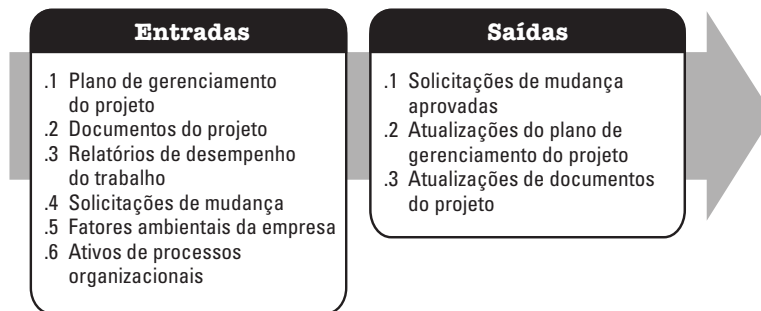 Entradas
.1 Plano de gerenciamento
do projeto
.2 Documentos do projeto
.3 Relatórios de desempenho
do trabalho
.4 Solicitações de mudança
.5 Fatores ambientais da empresa
.6 Ativos de processos
organizacionais
Saídas
.1 Solicitações de mudança
aprovadas
.2 Atualizações do plano de
gerenciamento do projeto
.3 Atualizações de documentos
do projeto